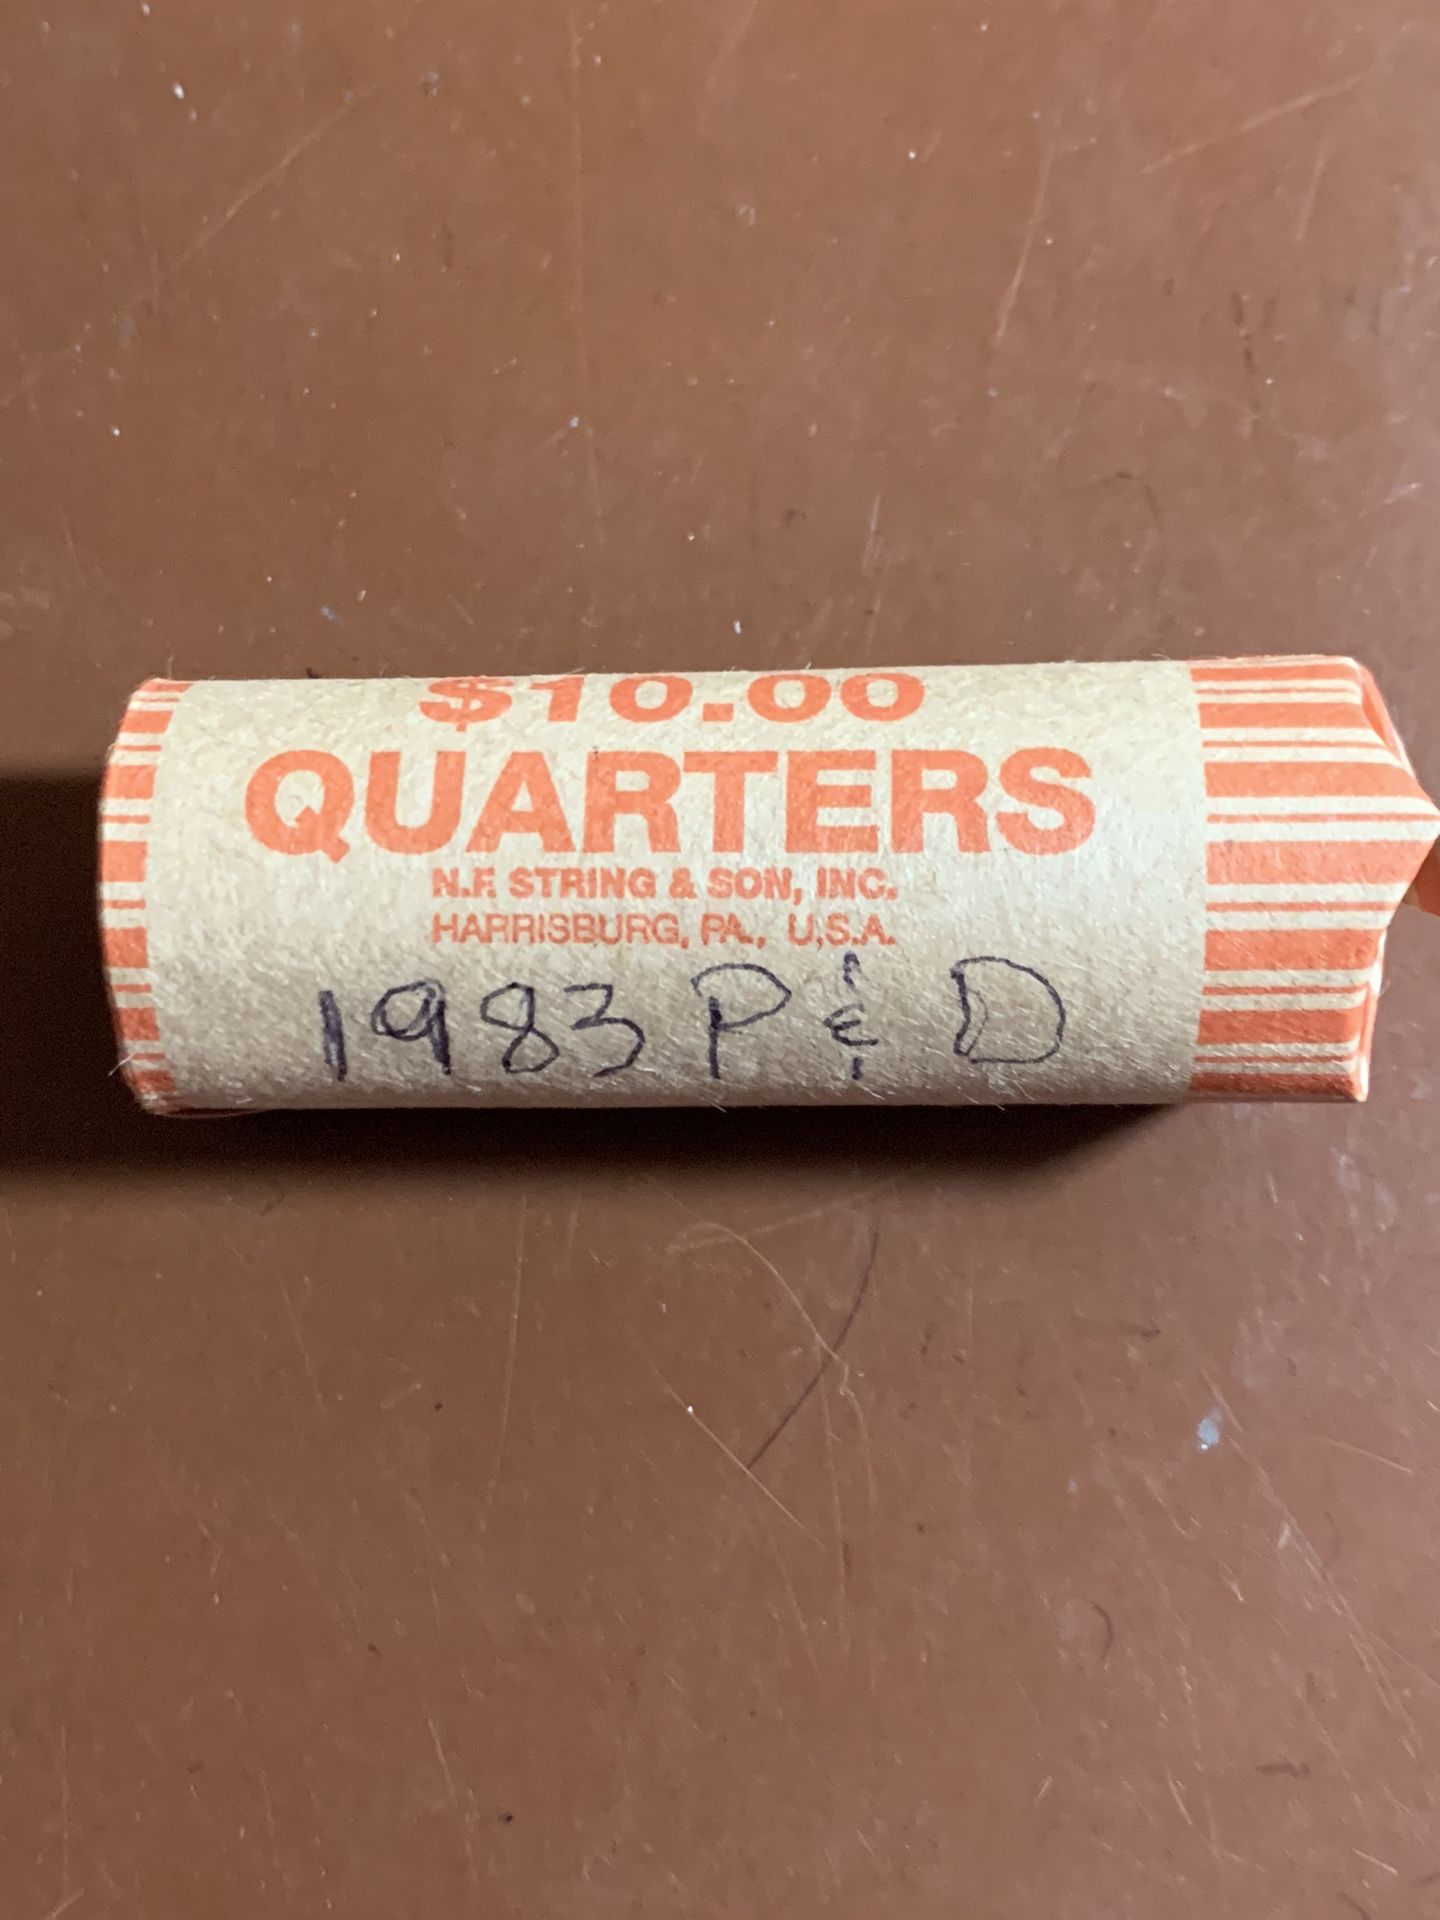 $10.00
QUARTERS
N.F. STRING & SON, INC.
HARRISBURG, PA., U.S.A.
1983 P & D